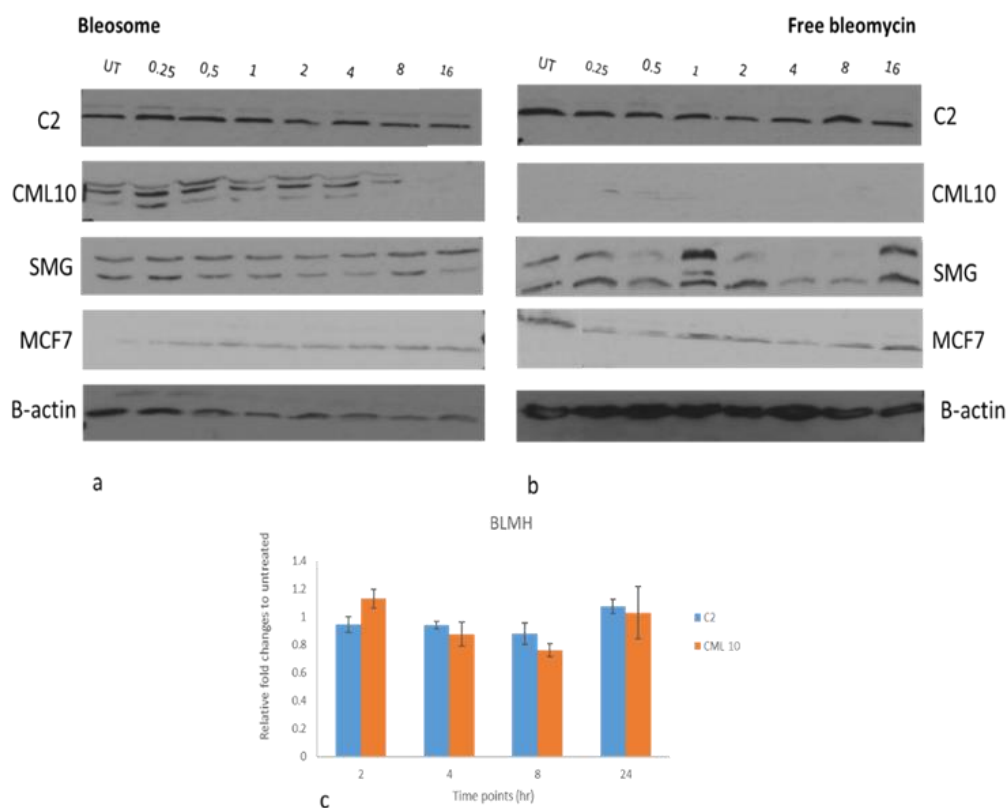 Bleosome
UT 0.25 0,5 1 2 4 8 16
C2
CML10
SMG
MCF7
B-actin
a
Free bleomycin
UT 0.25 0.5 1 2 4 8 16
C2
CML10
SMG
MCF7
B-actin
b
BLMH
Relative fold changes to untreated
1.4
1.2
1
0.8
0.6
0.4
0.2
0
2 4 8 24
Time points (hr)
C2
CML 10
c